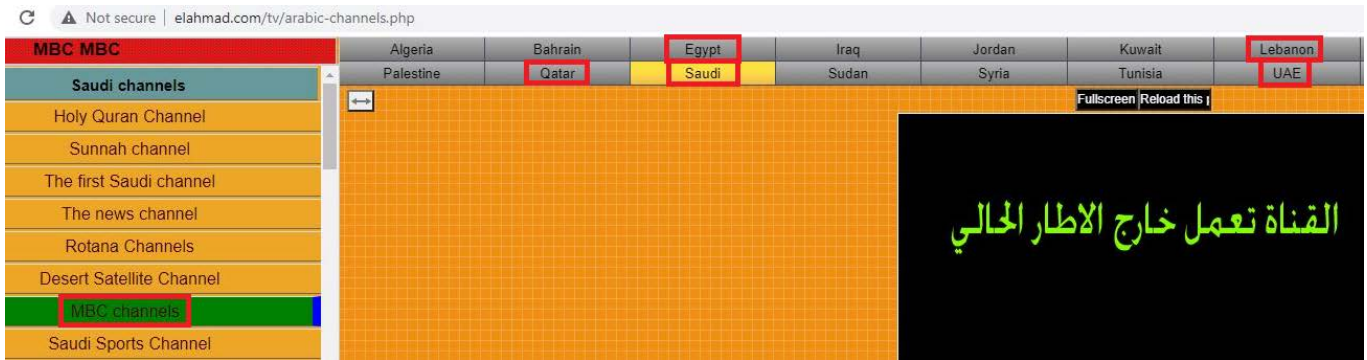 Not secure | elahmad.com/tv/arabic-channels.php
MBC MBC
Algeria Bahrain Egypt Iraq Jordan Kuwait Lebanon
Palestine Qatar Saudi Sudan Syria Tunisia UAE
Saudi channels
Fullscreen Reload this p
Holy Quran Channel
Sunnah channel
The first Saudi channel
The news channel
Rotana Channels
Desert Satellite Channel
MBC channels
Saudi Sports Channel
القناة تعمل خارج الاطار الحالي